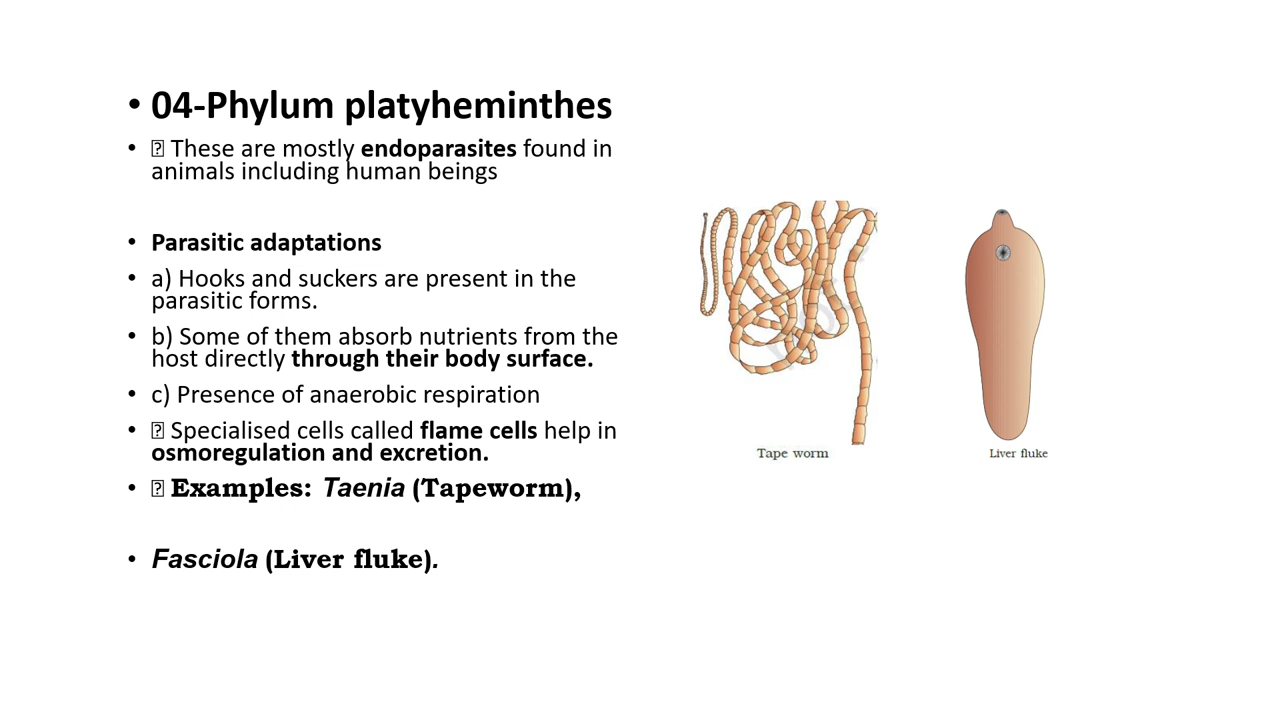 • 04-Phylum platyheminthes
• ⍰ These are mostly endoparasites found in
animals including human beings
• Parasitic adaptations
• a) Hooks and suckers are present in the
parasitic forms.
• b) Some of them absorb nutrients from the
host directly through their body surface.
• c) Presence of anaerobic respiration
• ⍰ Specialised cells called flame cells help in
osmoregulation and excretion.
• ⍰ Examples: Taenia (Tapeworm),
• Fasciola (Liver fluke).
Tape worm
Liver fluke